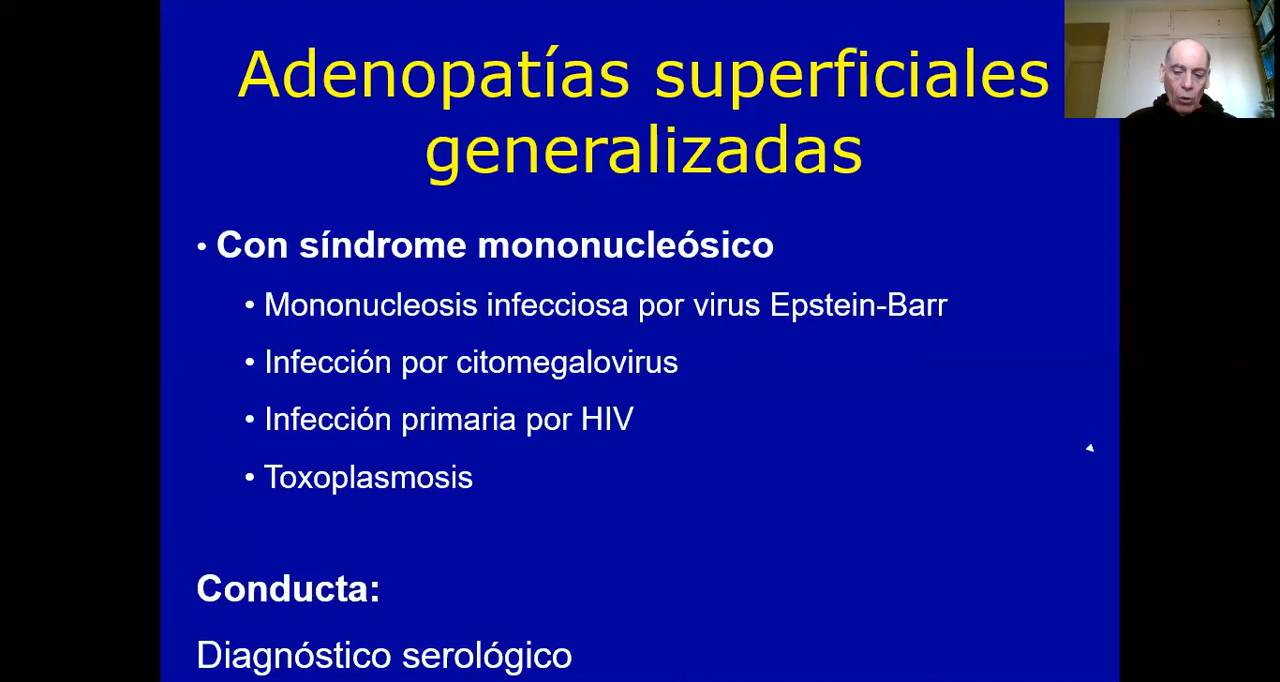 Adenopatías superficiales
generalizadas
• Con síndrome mononucleósico
• Mononucleosis infecciosa por virus Epstein-Barr
• Infección por citomegalovirus
• Infección primaria por HIV
• Toxoplasmosis
Conducta:
Diagnóstico serológico